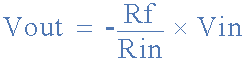 Vout = -Rf/Rin × Vin